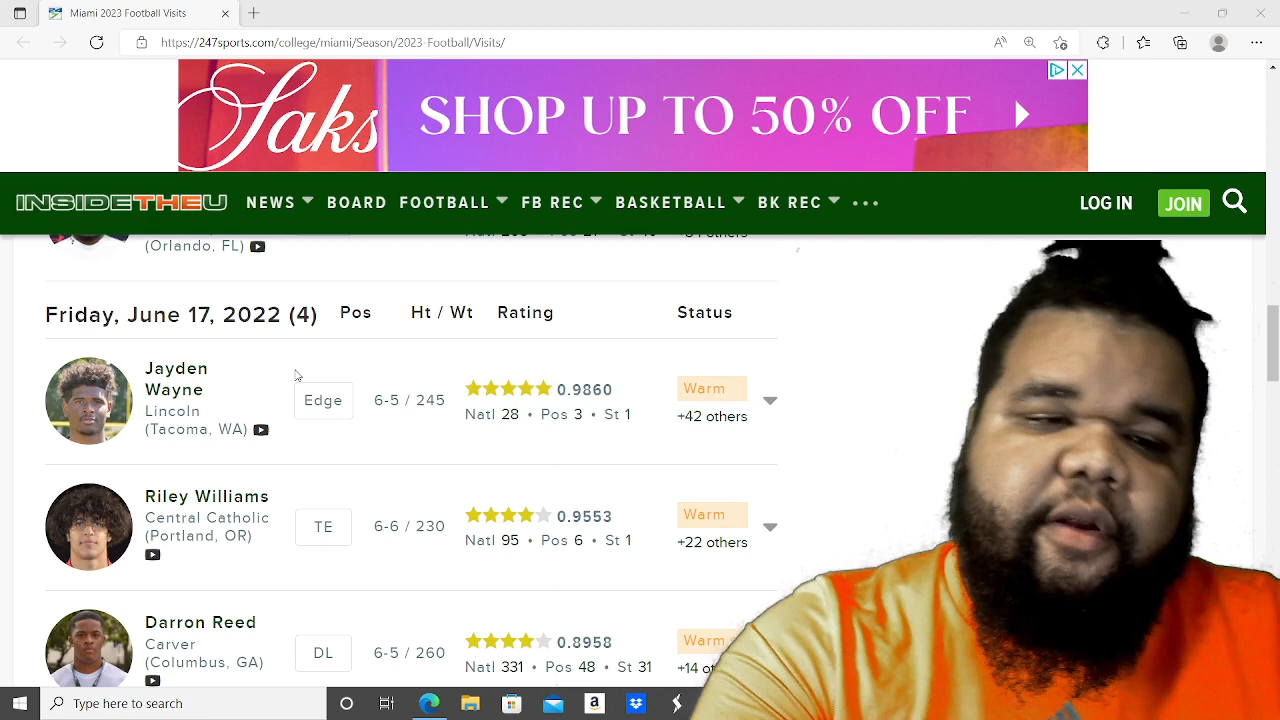 Miami 2023 Football Visits
https://247sports.com/college/miami/Season/2023-Football/Visits/
Saks SHOP UP TO 50% OFF
INSIDETHEU NEWS BOARD FOOTBALL FB REC BASKETBALL BK REC LOG IN JOIN
(Orlando, FL)
Friday, June 17, 2022 (4) Pos Ht / Wt Rating Status
Jayden
Wayne
Lincoln
(Tacoma, WA)
Edge 6-5 / 245 0.9860
Natl 28 • Pos 3 • St 1
Warm
+42 others
Riley Williams
Central Catholic
(Portland, OR)
TE 6-6 / 230 0.9553
Natl 95 • Pos 6 • St 1
Warm
+22 others
Darron Reed
Carver
(Columbus, GA)
DL 6-5 / 260 0.8958
Natl 331 • Pos 48 • St 31
Warm
+14
Type here to search